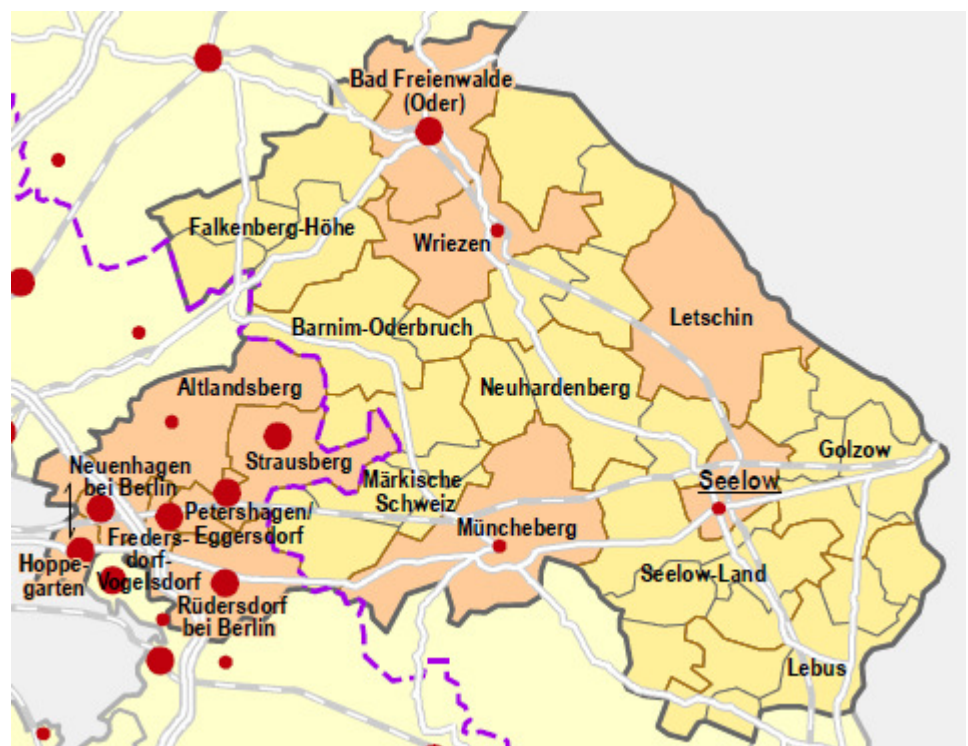 Bad Freienwalde
(Oder)
Falkenberg-Höhe
Wriezen
Letschin
Barnim-Oderbruch
Altlandsberg
Neuhardenberg
Strausberg
Golzow
Neuenhagen
bei Berlin
Märkische
Schweiz
Seelow
Petershagen/
Eggersdorf
Müncheberg
Freders-
dorf-
Vogelsdorf
Hoppe-
garten
Seelow-Land
Rüdersdorf
bei Berlin
Lebus